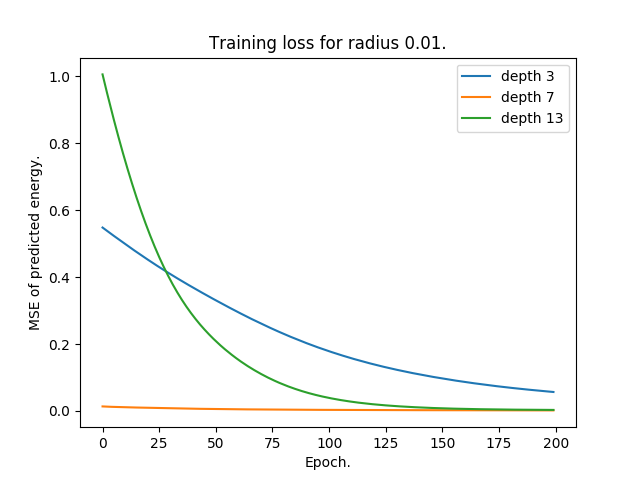 Training loss for radius 0.01.
depth 3
depth 7
depth 13
MSE of predicted energy.
1.0
0.8
0.6
0.4
0.2
0.0
0 25 50 75 100 125 150 175 200
Epoch.